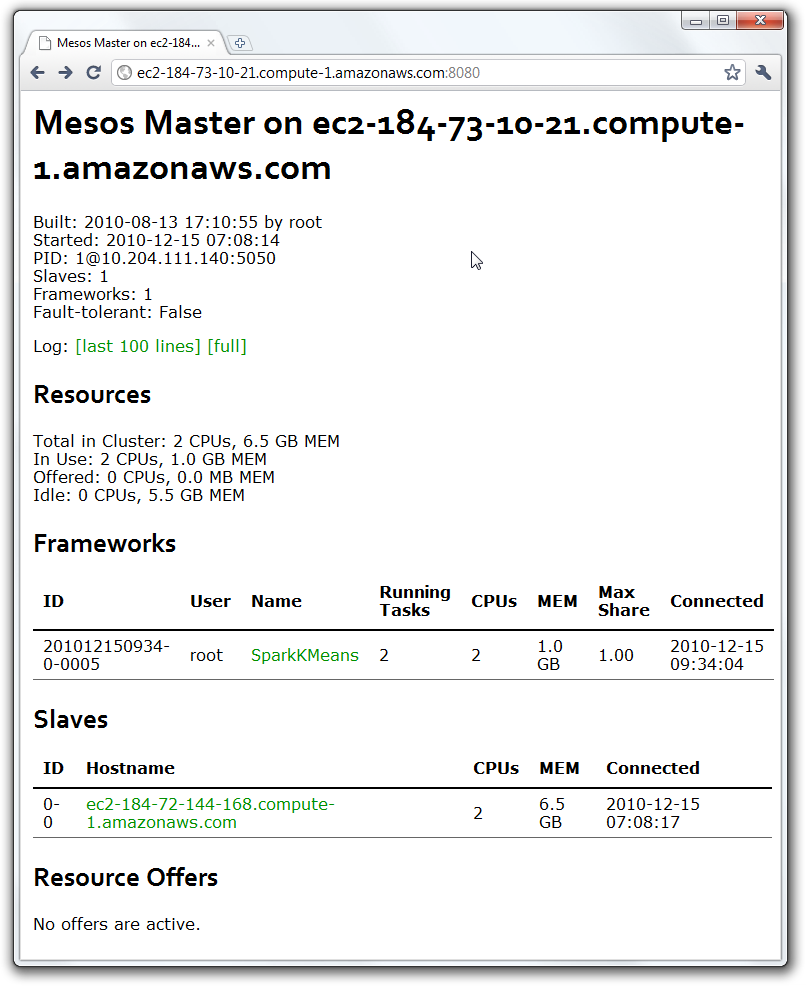 Mesos Master on ec2-184...
ec2-184-73-10-21.compute-1.amazonaws.com:8080
Mesos Master on ec2-184-73-10-21.compute-
1.amazonaws.com
Built: 2010-08-13 17:10:55 by root
Started: 2010-12-15 07:08:14
PID: 1@10.204.111.140:5050
Slaves: 1
Frameworks: 1
Fault-tolerant: False
Log: [last 100 lines] [full]
Resources
Total in Cluster: 2 CPUs, 6.5 GB MEM
In Use: 2 CPUs, 1.0 GB MEM
Offered: 0 CPUs, 0.0 MB MEM
Idle: 0 CPUs, 5.5 GB MEM
Frameworks
ID User Name Running Tasks CPUs MEM Max Share Connected
201012150934-0-0005 root SparkKMeans 2 2 1.0 GB 1.00 2010-12-15 09:34:04
Slaves
ID Hostname CPUs MEM Connected
0-0 ec2-184-72-144-168.compute-1.amazonaws.com 2 6.5 GB 2010-12-15 07:08:17
Resource Offers
No offers are active.